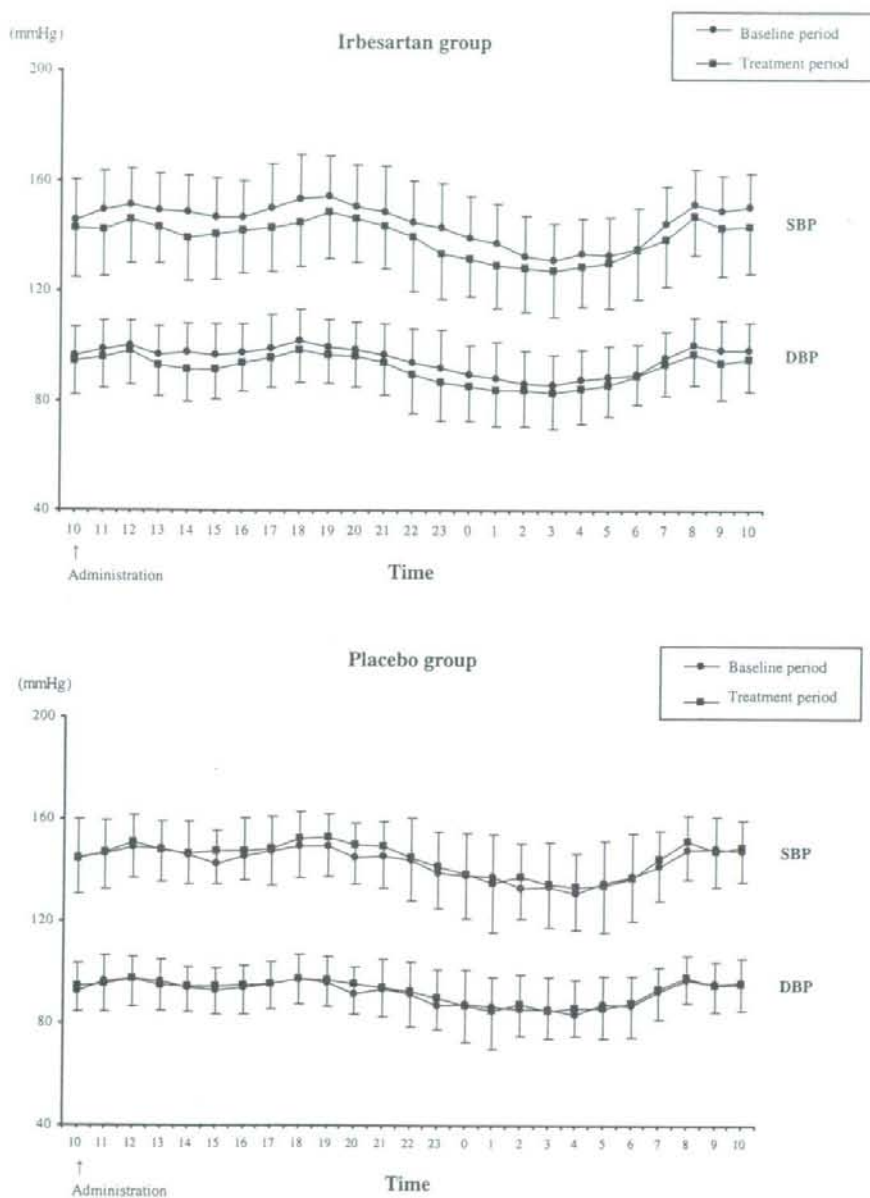 (mmHg)
Irbesartan group
Baseline period
Treatment period
200
160
120
80
40
SBP
DBP
10 11 12 13 14 15 16 17 18 19 20 21 22 23 0 1 2 3 4 5 6 7 8 9 10
↑
Administration
Time
Placebo group
(mmHg)
Baseline period
Treatment period
200
160
120
80
40
SBP
DBP
10 11 12 13 14 15 16 17 18 19 20 21 22 23 0 1 2 3 4 5 6 7 8 9 10
↑
Administration
Time